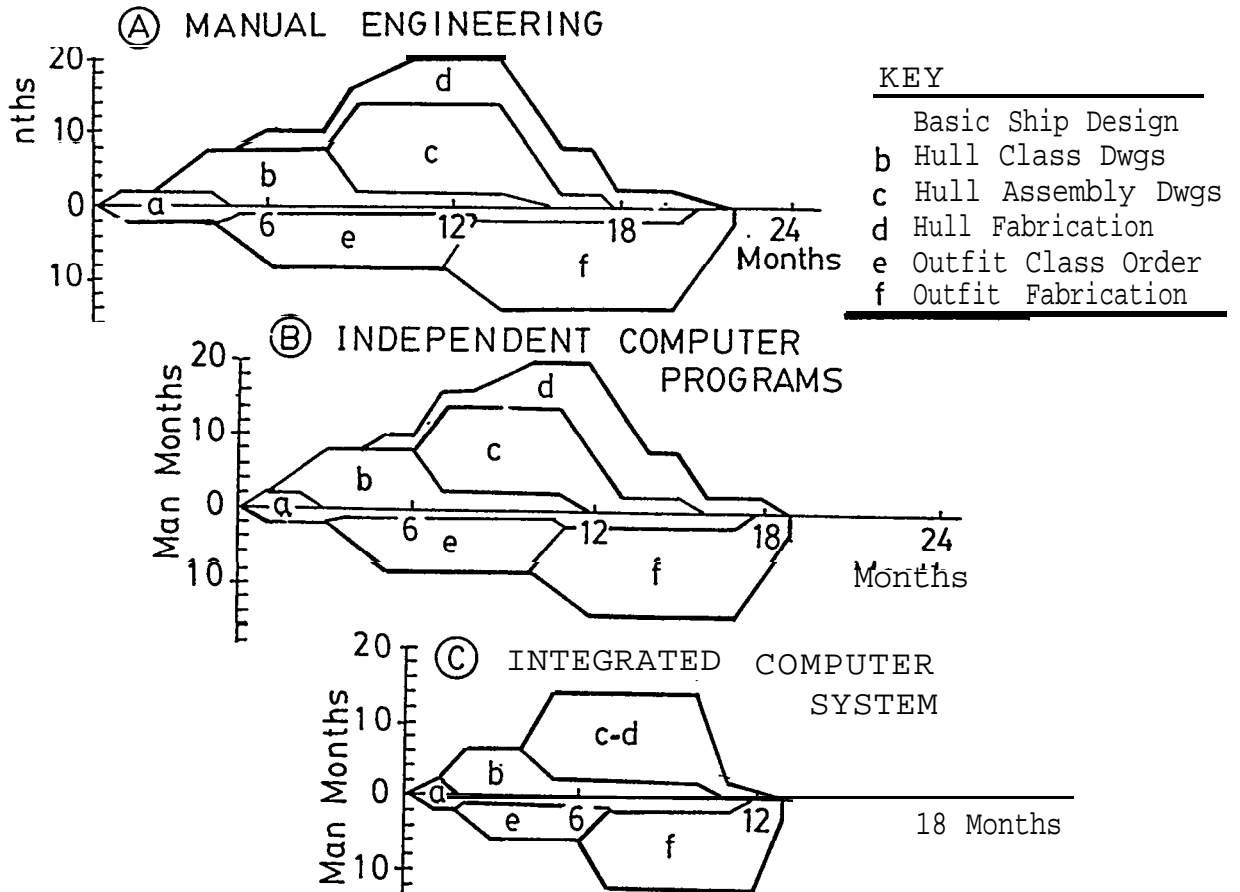 Ⓐ MANUAL ENGINEERING
20
10
0
10
nths
a
b
c
d
e
f
6
12
18
24
Months
KEY
Basic Ship Design
b Hull Class Dwgs
c Hull Assembly Dwgs
d Hull Fabrication
e Outfit Class Order
f Outfit Fabrication
Ⓑ INDEPENDENT COMPUTER
PROGRAMS
20
10
0
10
Man Months
a
b
c
d
e
f
6
12
18
24
Months
Ⓒ INTEGRATED COMPUTER
SYSTEM
20
10
0
10
Man Months
a
b
c-d
e
f
6
12
18 Months